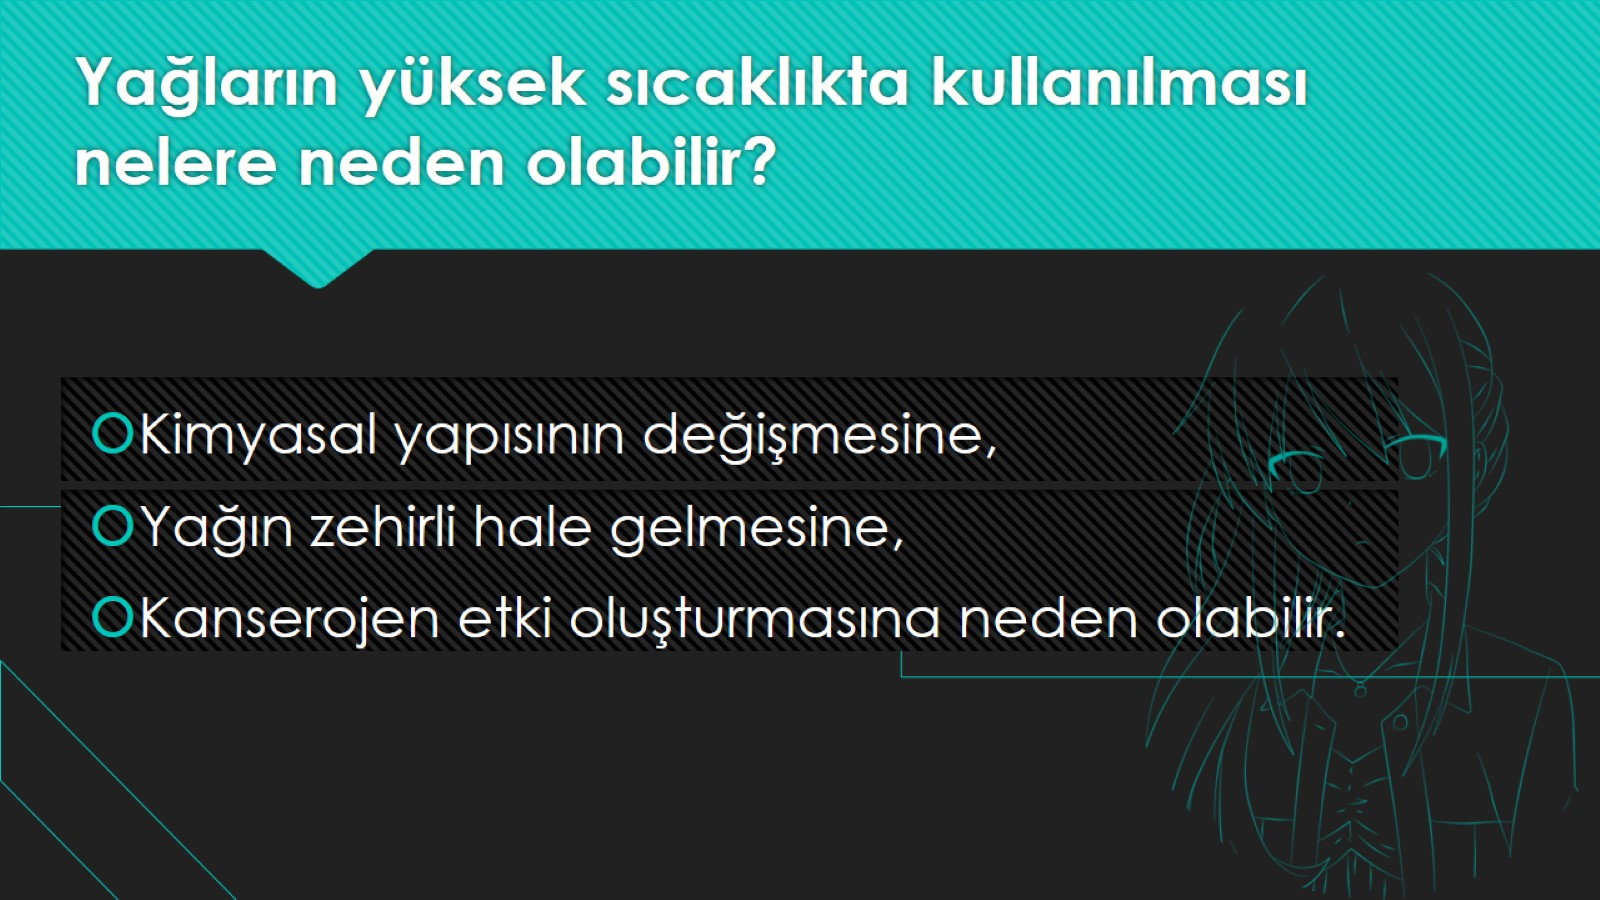 Yağların yüksek sıcaklıkta kullanılması
nelere neden olabilir?
Kimyasal yapısının değişmesine,
Yağın zehirli hale gelmesine,
Kanserojen etki oluşturmasına neden olabilir.